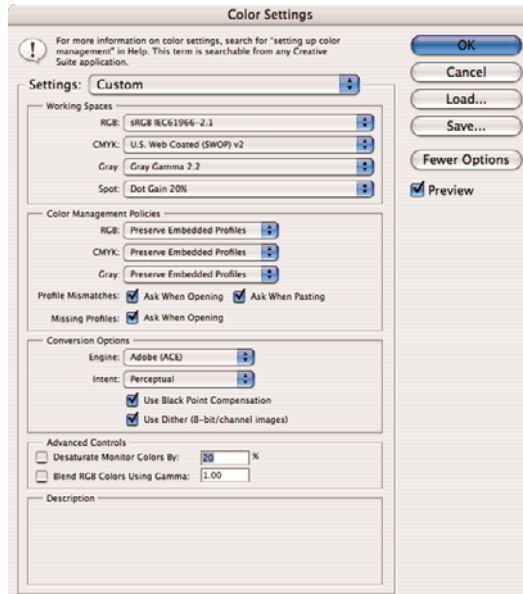 Color Settings
For more information on color settings, search for "setting up color
management" in Help. This term is searchable from any Creative
Suite application.
Settings: Custom
Working Spaces
RGB: sRGB IEC61966-2.1
CMYK: U.S. Web Coated (SWOP) v2
Gray: Gray Gamma 2.2
Spot: Dot Gain 20%
Color Management Policies
RGB: Preserve Embedded Profiles
CMYK: Preserve Embedded Profiles
Gray: Preserve Embedded Profiles
Profile Mismatches: Ask When Opening Ask When Pasting
Missing Profiles: Ask When Opening
Conversion Options
Engine: Adobe (ACE)
Intent: Perceptual
Use Black Point Compensation
Use Dither (8-bit/channel images)
Advanced Controls
Desaturate Monitor Colors By: 20 %
Blend RGB Colors Using Gamma: 1.00
Description
OK
Cancel
Load...
Save...
Fewer Options
Preview